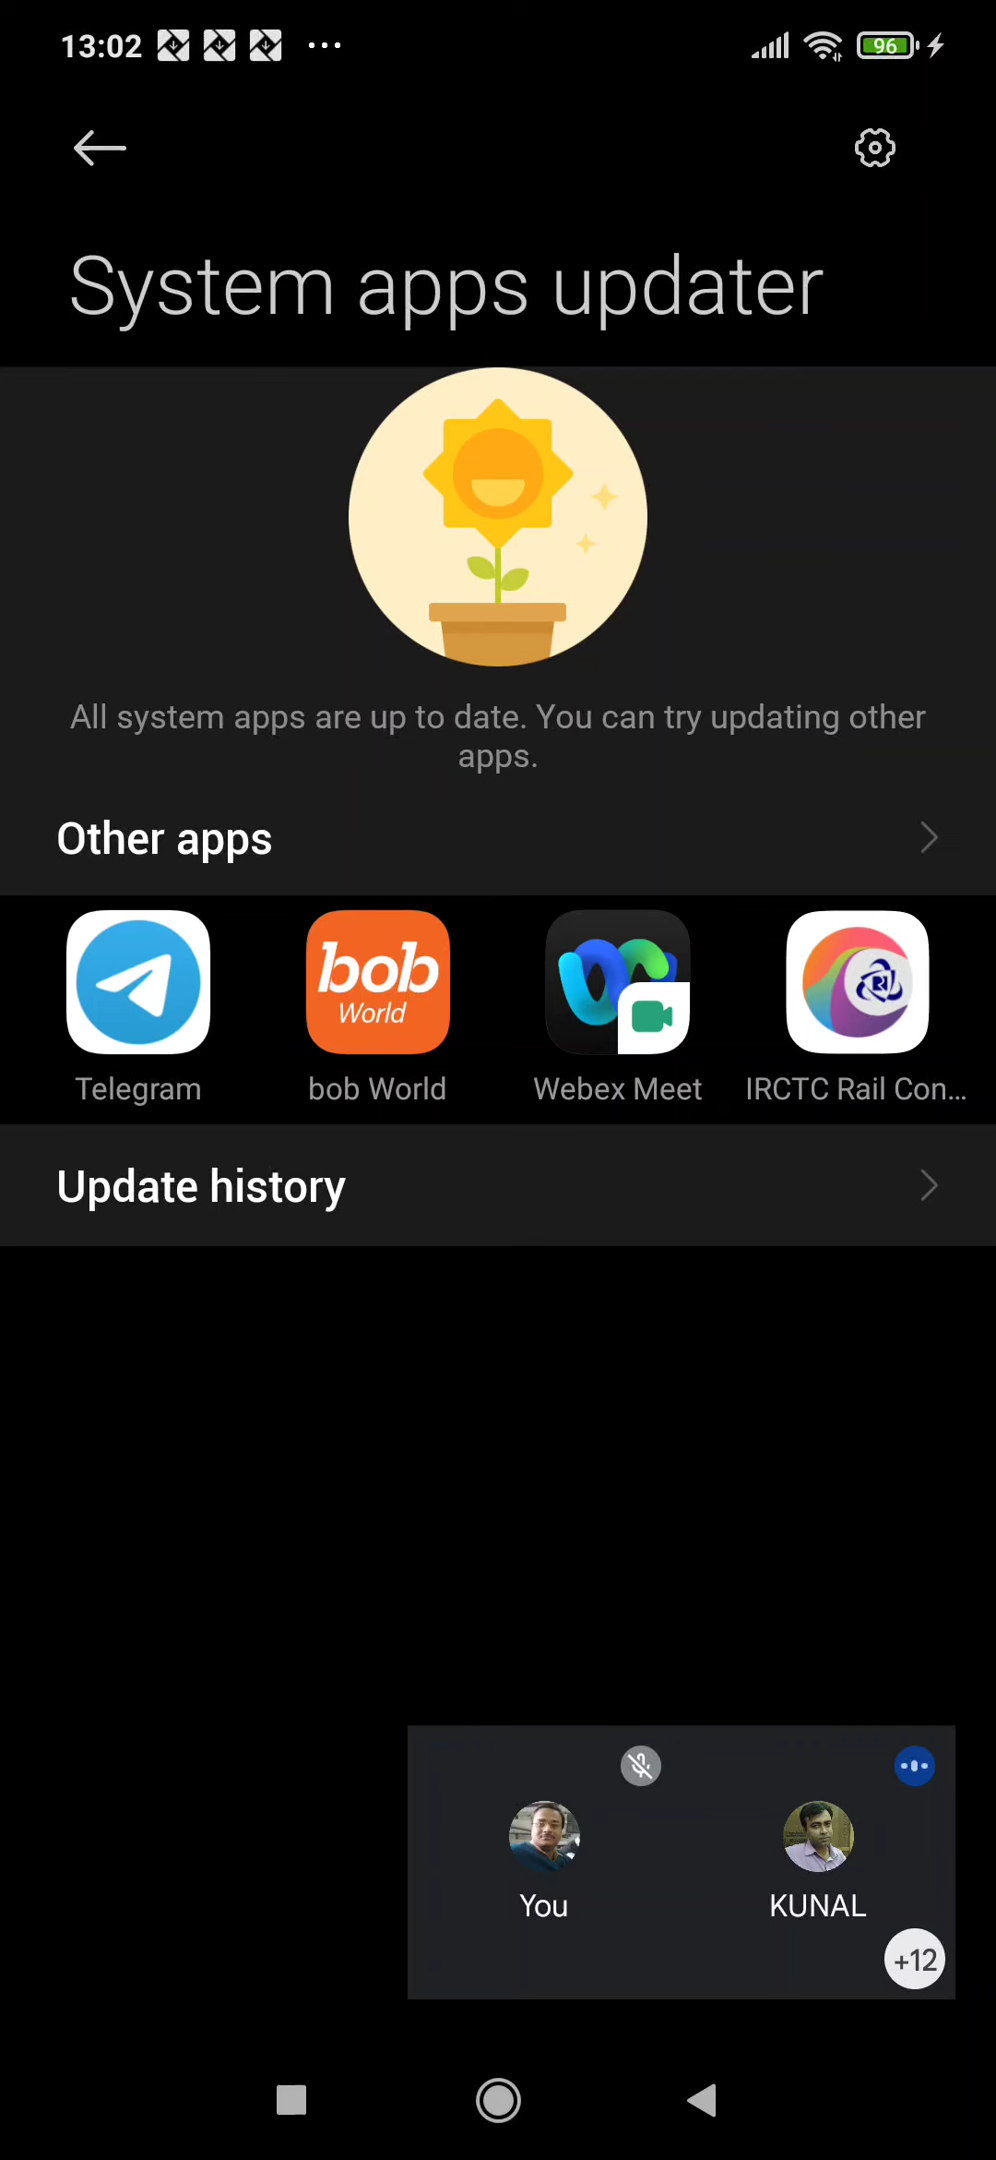 13:02
96
System apps updater
All system apps are up to date. You can try updating other
apps.
Other apps
bob
World
Telegram
bob World
Webex Meet
IRCTC Rail Con...
Update history
You
KUNAL
+12